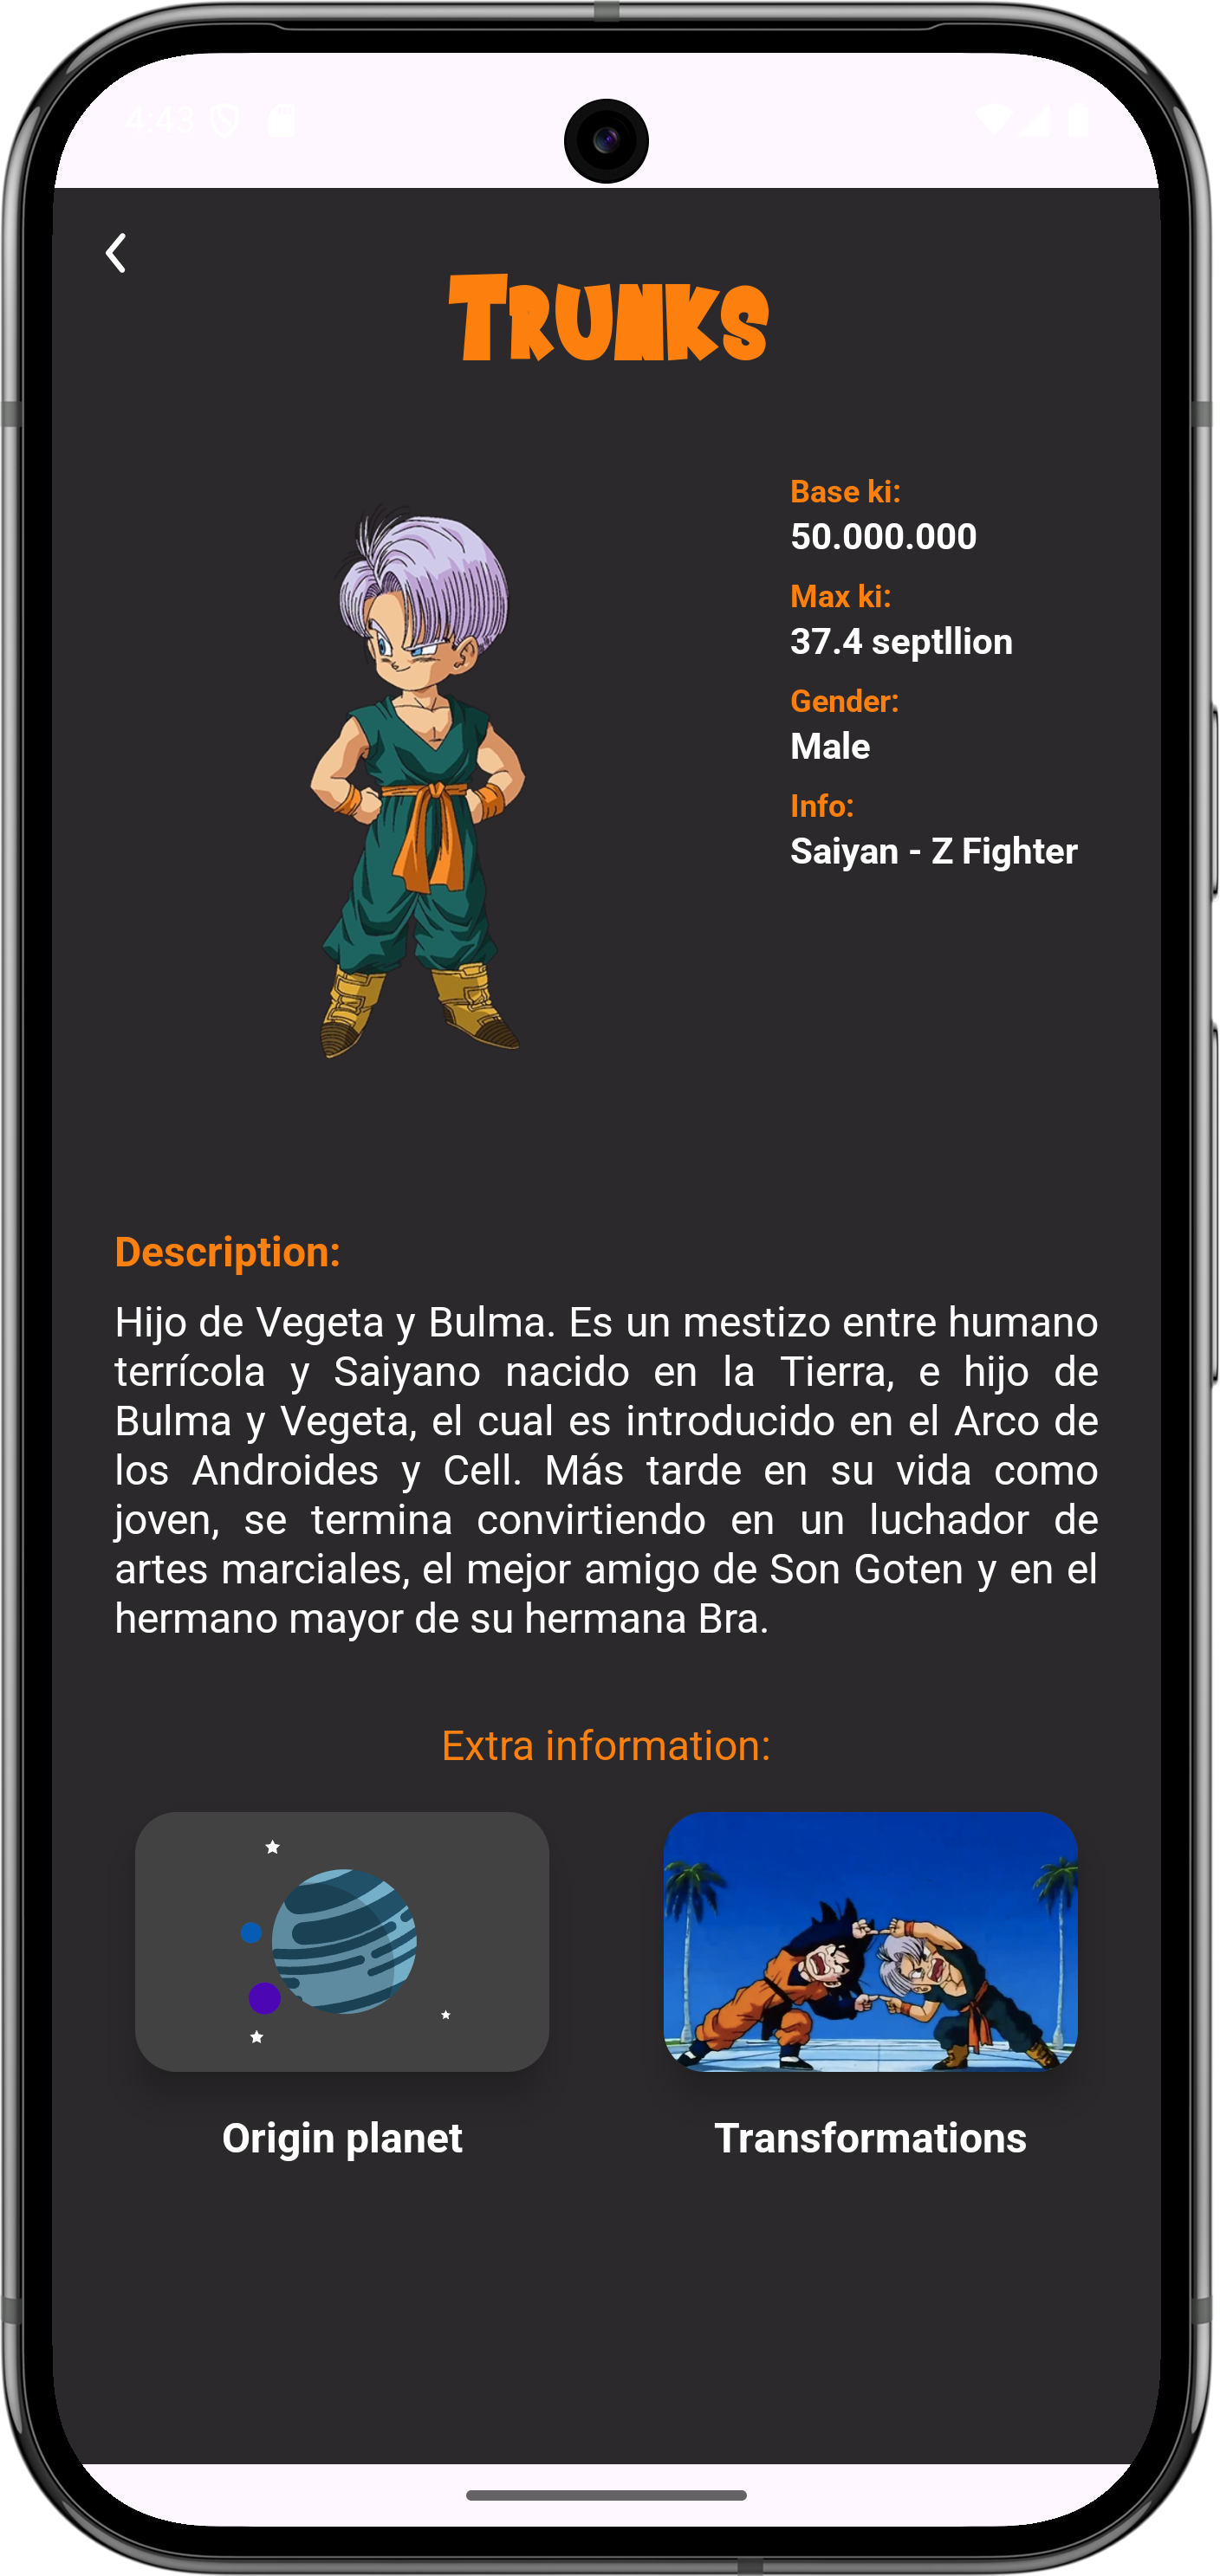 4:43
Trunks
Base ki:
50.000.000
Max ki:
37.4 septllion
Gender:
Male
Info:
Saiyan - Z Fighter
Description:
Hijo de Vegeta y Bulma. Es un mestizo entre humano
terrícola y Saiyano nacido en la Tierra, e hijo de
Bulma y Vegeta, el cual es introducido en el Arco de
los Androides y Cell. Más tarde en su vida como
joven, se termina convirtiendo en un luchador de
artes marciales, el mejor amigo de Son Goten y en el
hermano mayor de su hermana Bra.
Extra information:
Origin planet
Transformations